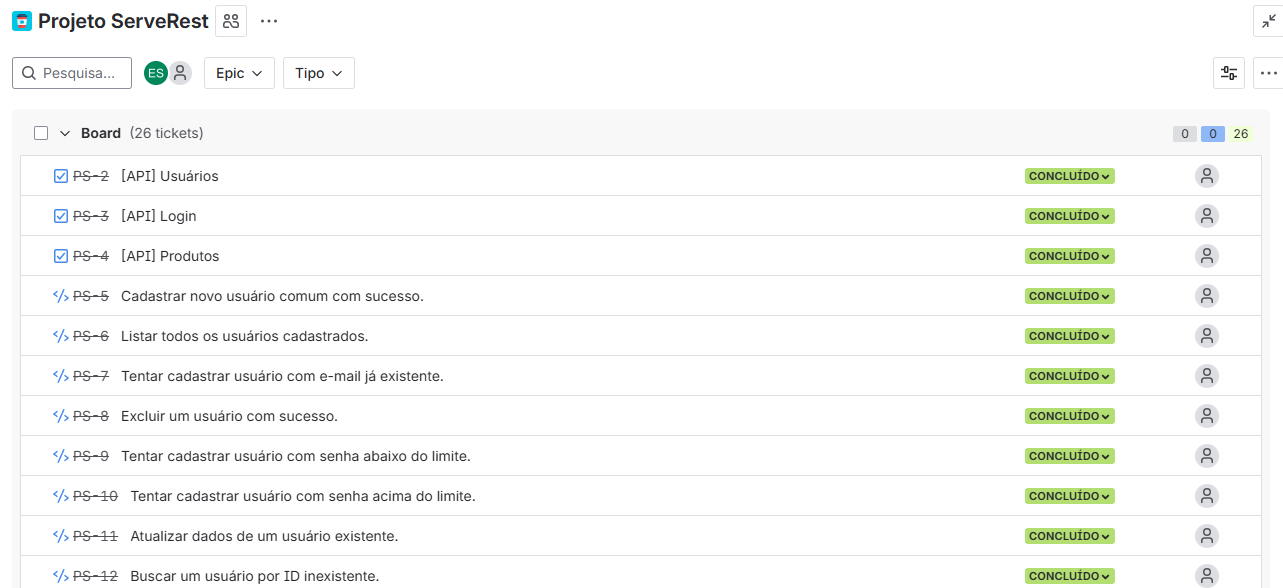 Projeto ServeRest
Pesquisa...
ES
Epic
Tipo
Board (26 tickets)
0 0 26
PS-2 [API] Usuários CONCLUÍDO
PS-3 [API] Login CONCLUÍDO
PS-4 [API] Produtos CONCLUÍDO
PS-5 Cadastrar novo usuário comum com sucesso. CONCLUÍDO
PS-6 Listar todos os usuários cadastrados. CONCLUÍDO
PS-7 Tentar cadastrar usuário com e-mail já existente. CONCLUÍDO
PS-8 Excluir um usuário com sucesso. CONCLUÍDO
PS-9 Tentar cadastrar usuário com senha abaixo do limite. CONCLUÍDO
PS-10 Tentar cadastrar usuário com senha acima do limite. CONCLUÍDO
PS-11 Atualizar dados de um usuário existente. CONCLUÍDO
PS-12 Buscar um usuário por ID inexistente. CONCLUÍDO